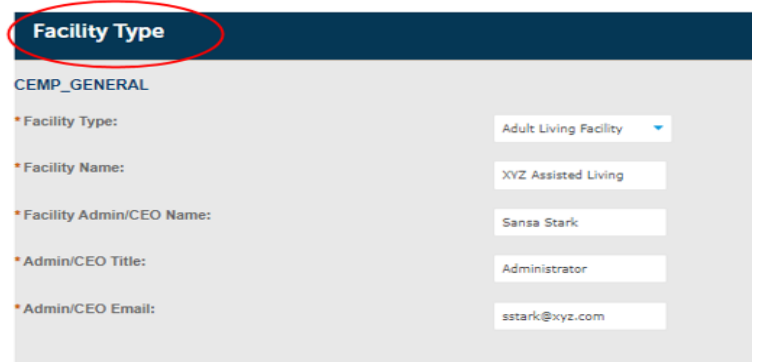 Facility Type
CEMP_GENERAL
* Facility Type: Adult Living Facility
* Facility Name: XYZ Assisted Living
* Facility Admin/CEO Name: Sansa Stark
* Admin/CEO Title: Administrator
* Admin/CEO Email: sstark@xyz.com